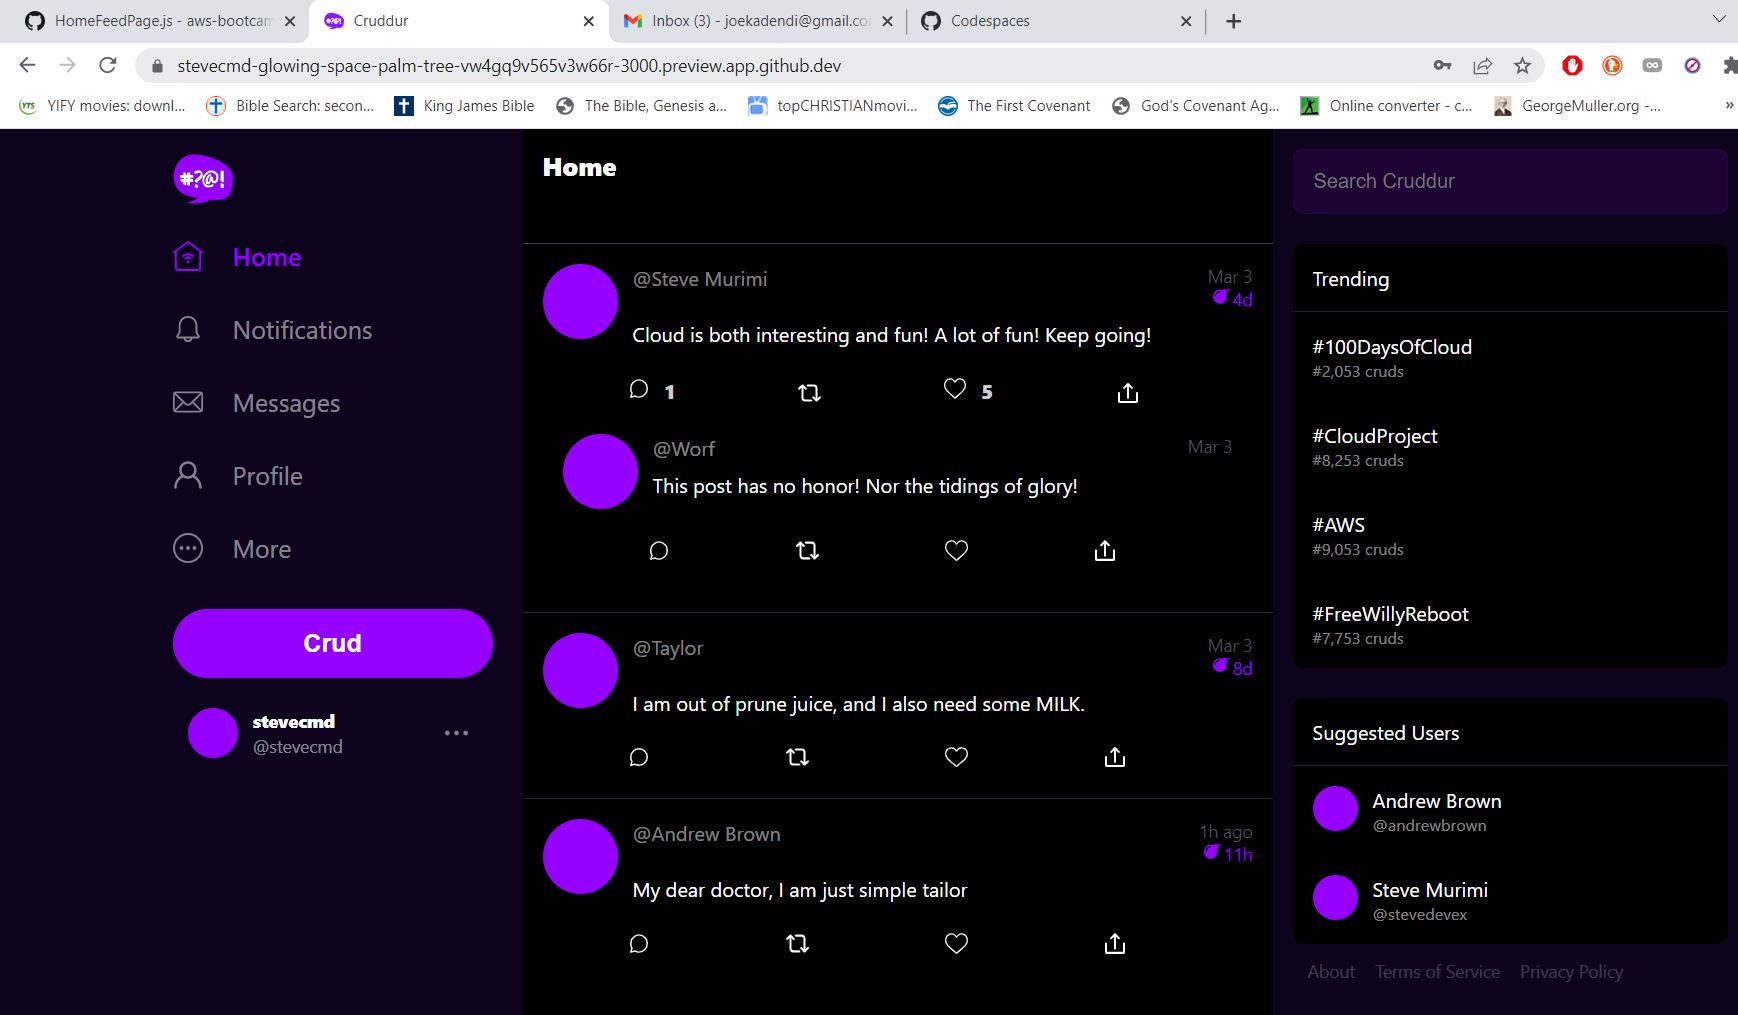 HomeFeedPage.js - aws-bootcam
Cruddur
Inbox (3) - joekadendi@gmail.co
Codespaces
stevecmd-glowing-space-palm-tree-vw4gq9v565v3w66r-3000.preview.app.github.dev
YTS
YIFY movies: downl...
Bible Search: secon...
King James Bible
The Bible, Genesis a...
topCHRISTIANmovi...
The First Covenant
God's Covenant Ag...
Online converter - c...
GeorgeMuller.org -...
»
#?@!
Home
Notifications
Messages
Profile
More
Crud
stevecmd
@stevecmd
Home
@Steve Murimi
Mar 3
4d
Cloud is both interesting and fun! A lot of fun! Keep going!
1
5
@Worf
Mar 3
This post has no honor! Nor the tidings of glory!
@Taylor
Mar 3
8d
I am out of prune juice, and I also need some MILK.
@Andrew Brown
1h ago
11h
My dear doctor, I am just simple tailor
Search Cruddur
Trending
#100DaysOfCloud
#2,053 cruds
#CloudProject
#8,253 cruds
#AWS
#9,053 cruds
#FreeWillyReboot
#7,753 cruds
Suggested Users
Andrew Brown
@andrewbrown
Steve Murimi
@stevedevex
About
Terms of Service
Privacy Policy